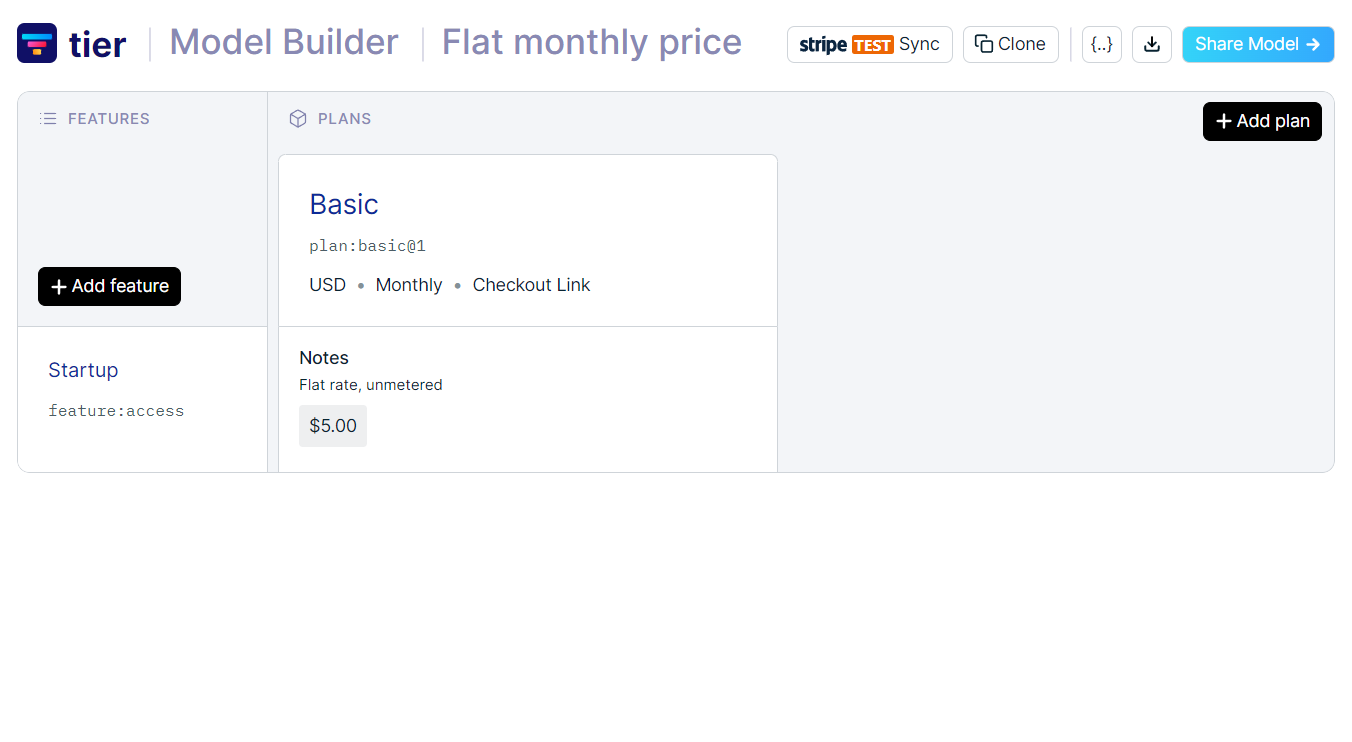 tier Model Builder Flat monthly price stripe TEST Sync Clone {..} Share Model →
FEATURES PLANS + Add plan
Basic
plan:basic@1
USD • Monthly • Checkout Link
+ Add feature
Notes
Startup
Flat rate, unmetered
feature:access
$5.00